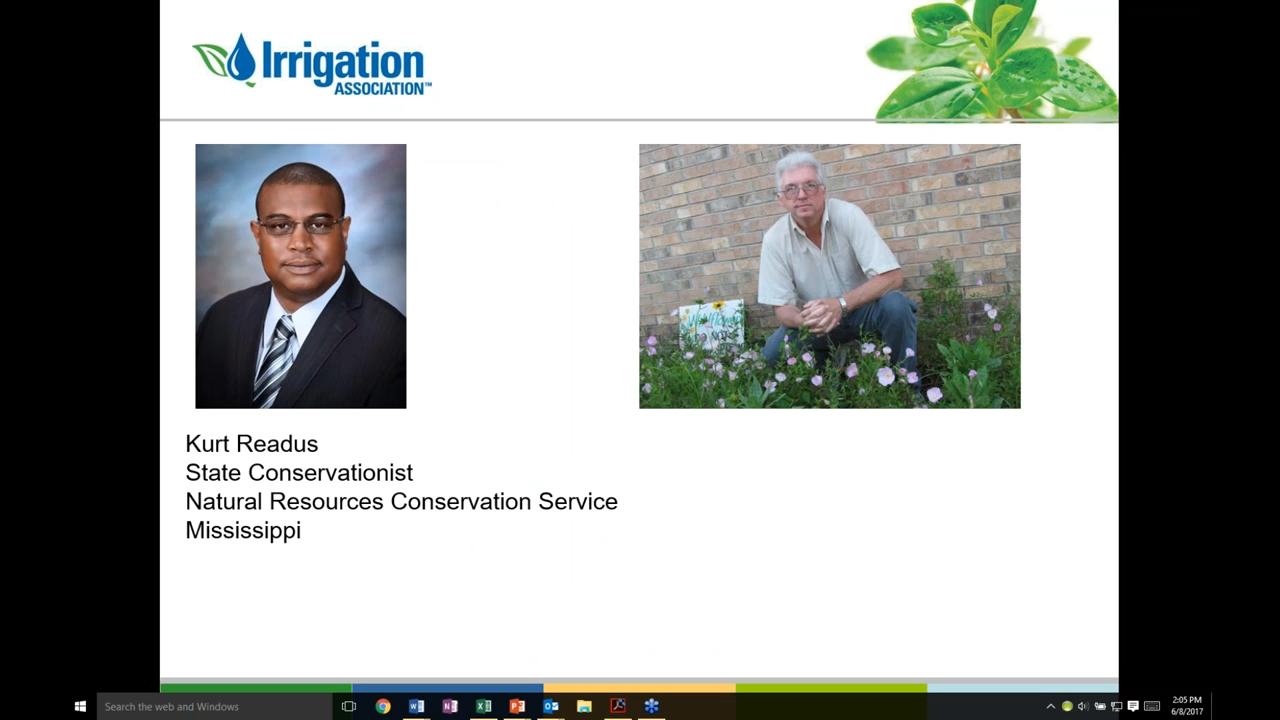 Irrigation
ASSOCIATION™
Kurt Readus
State Conservationist
Natural Resources Conservation Service
Mississippi
Search the web and Windows
2:05 PM
6/8/2017